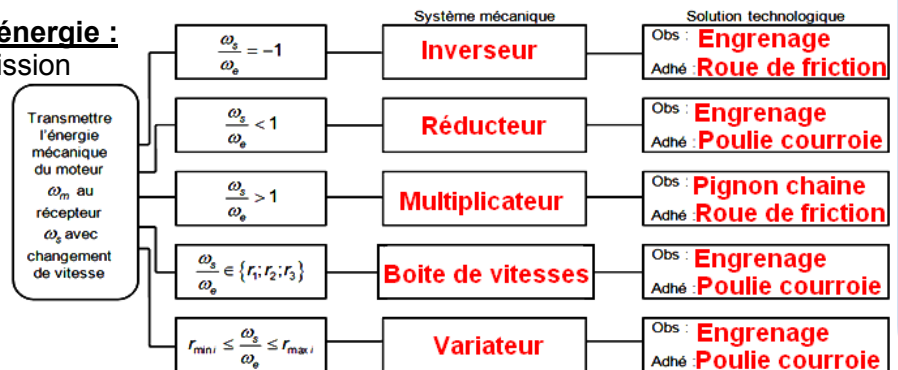 énergie :
ission
Système mécanique
Solution technologique
Transmettre
l'énergie
mécanique
du moteur
ωm au
récepteur
ωs avec
changement
de vitesse
ωs/ωe = −1
Inverseur
Obs : Engrenage
Adhé : Roue de friction
ωs/ωe < 1
Réducteur
Obs : Engrenage
Adhé : Poulie courroie
ωs/ωe > 1
Multiplicateur
Obs : Pignon chaine
Adhé : Roue de friction
ωs/ωe ∈ {r1; r2; r3}
Boite de vitesses
Obs : Engrenage
Adhé : Poulie courroie
rmini ≤ ωs/ωe ≤ rmaxi
Variateur
Obs : Engrenage
Adhé : Poulie courroie